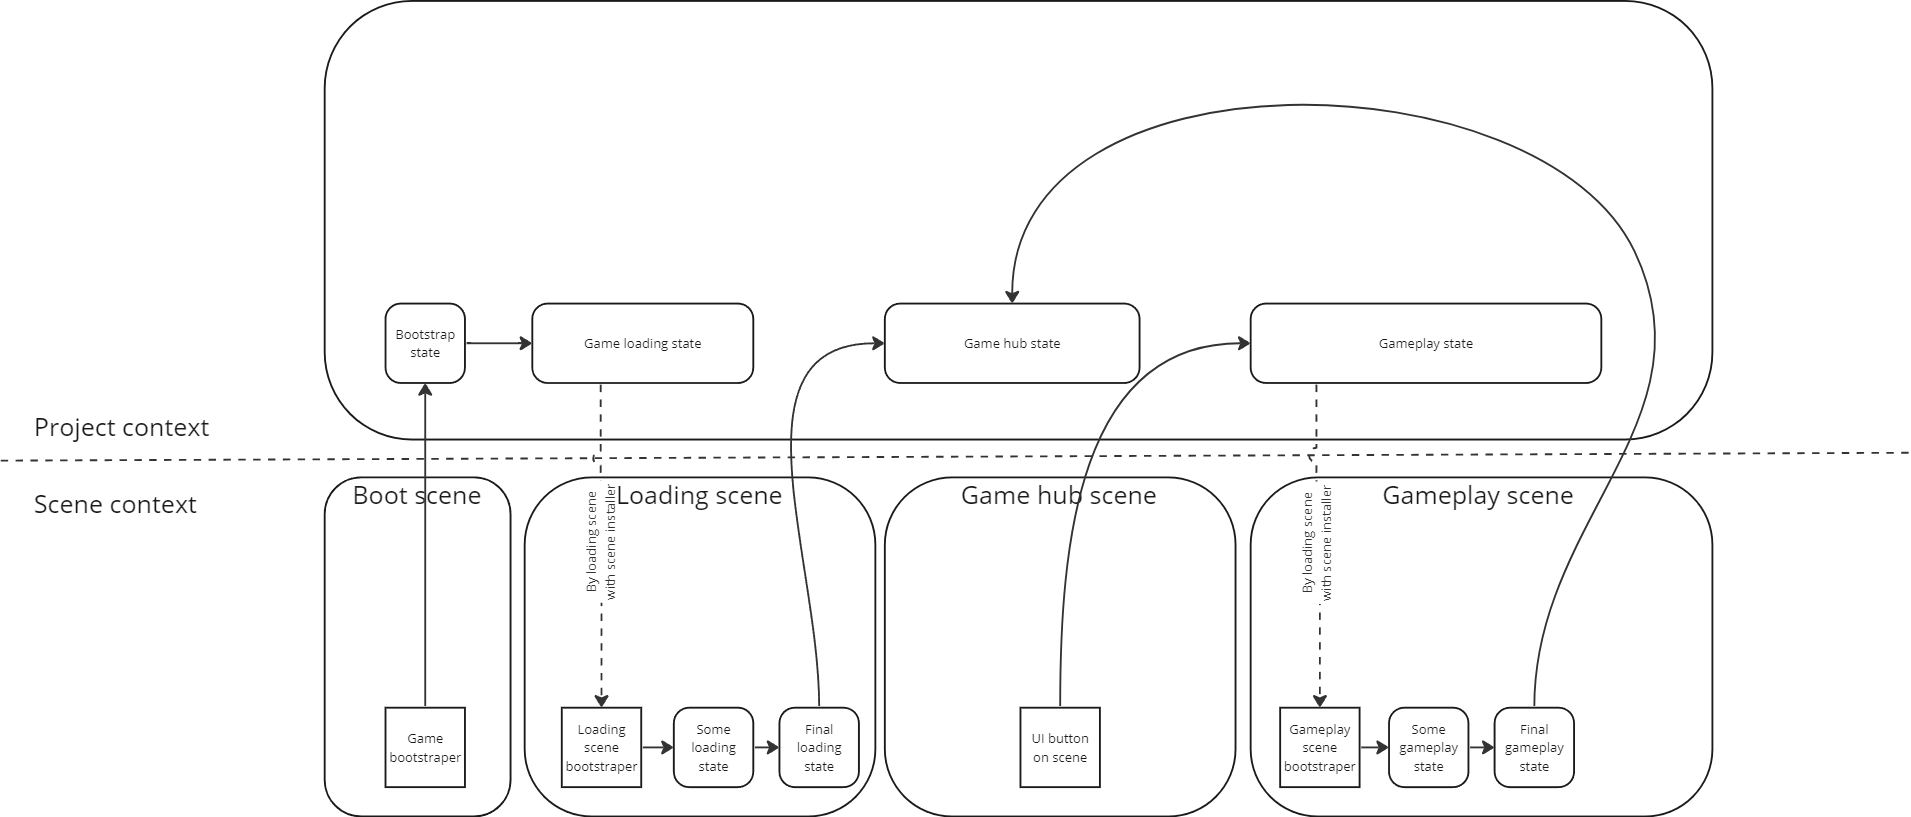 Bootstrap
state
Game loading state
Game hub state
Gameplay state
Project context
Scene context
Boot scene
Loading scene
Game hub scene
Gameplay scene
By loading scene
with scene installer
By loading scene
with scene installer
Game
bootstraper
Loading
scene
bootstraper
Some
loading
state
Final
loading
state
UI button
on scene
Gameplay
scene
bootstraper
Some
gameplay
state
Final
gameplay
state